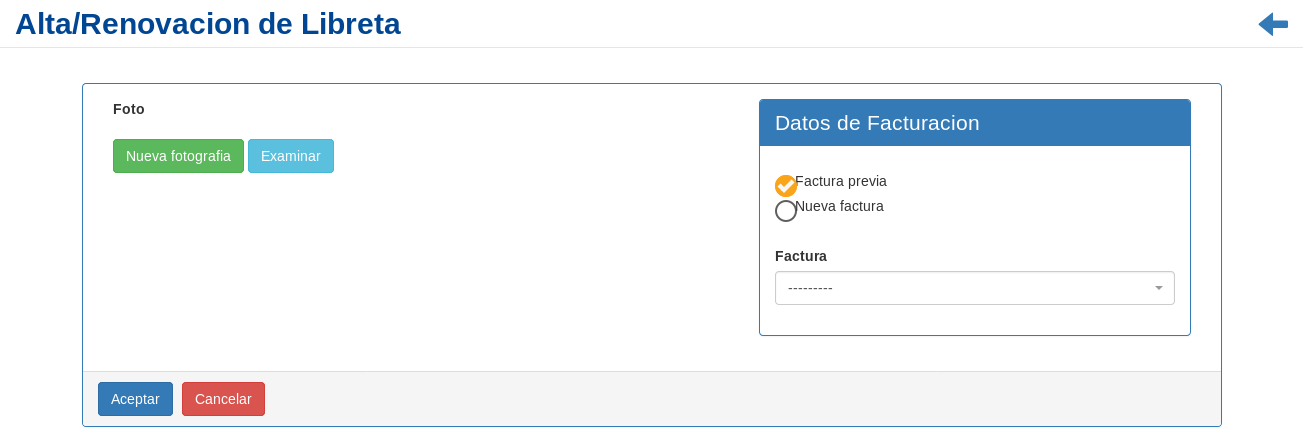 Alta/Renovacion de Libreta
Foto
Nueva fotografia Examinar
Datos de Facturacion
Factura previa
Nueva factura
Factura
---------
Aceptar Cancelar